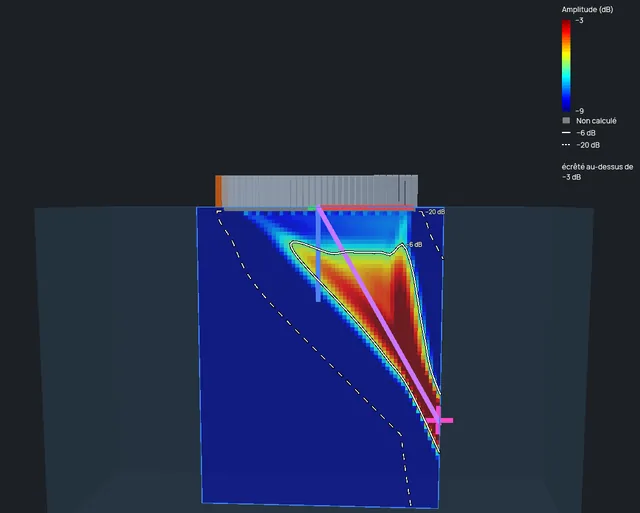 Amplitude (dB)
−3
−9
Non calculé
−6 dB
−20 dB
écrêté au-dessus de
−3 dB
−20 dB
-6 dB